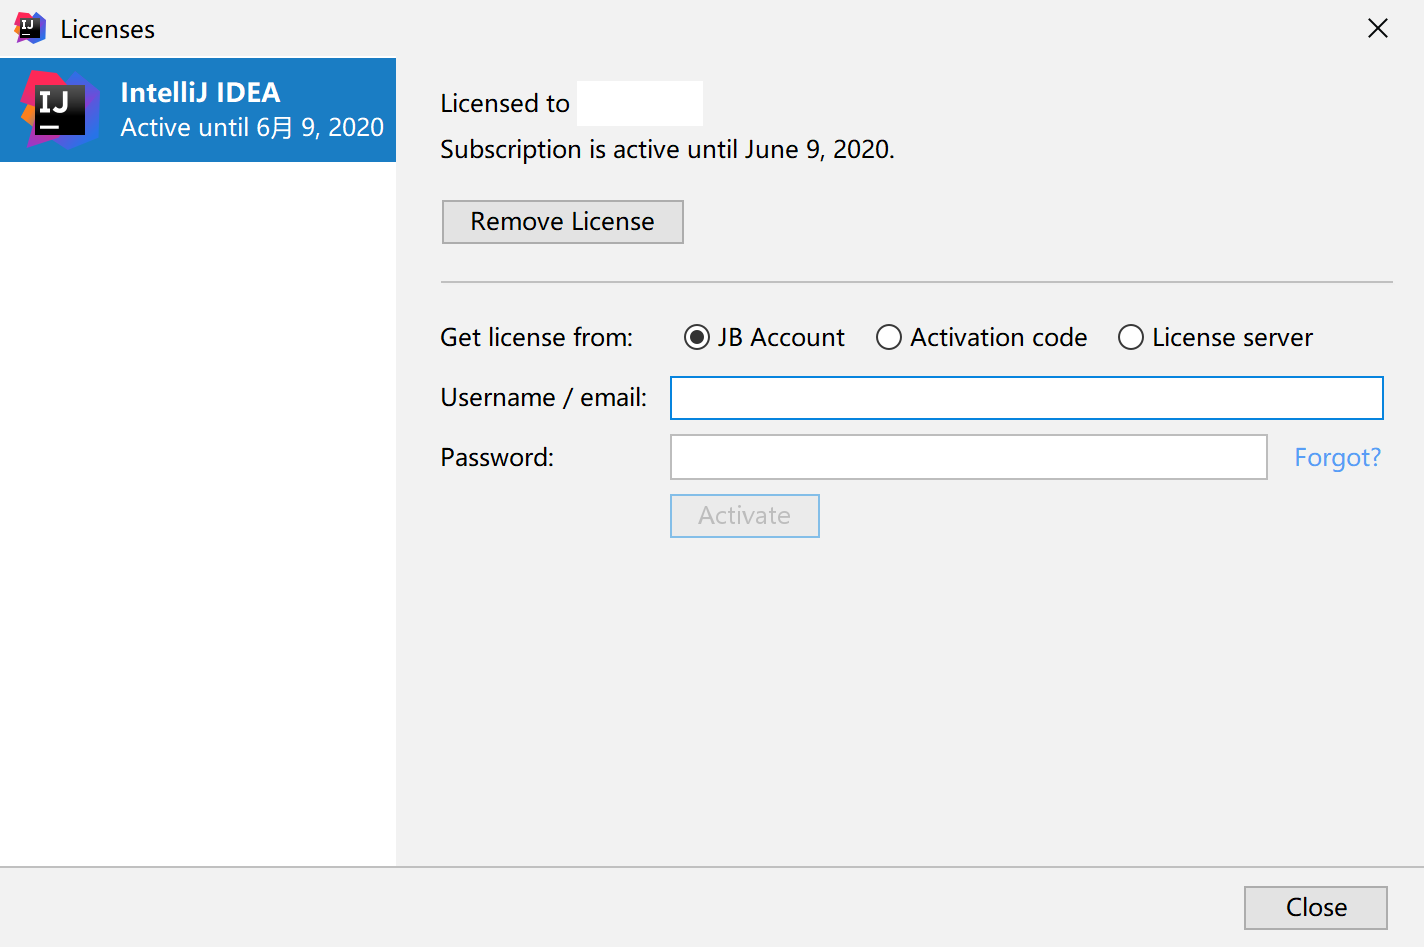 Licenses
IJ
IntelliJ IDEA
Active until 6月 9, 2020
Licensed to
Subscription is active until June 9, 2020.
Remove License
Get license from: JB Account Activation code License server
Username / email:
Password: Forgot?
Activate
Close